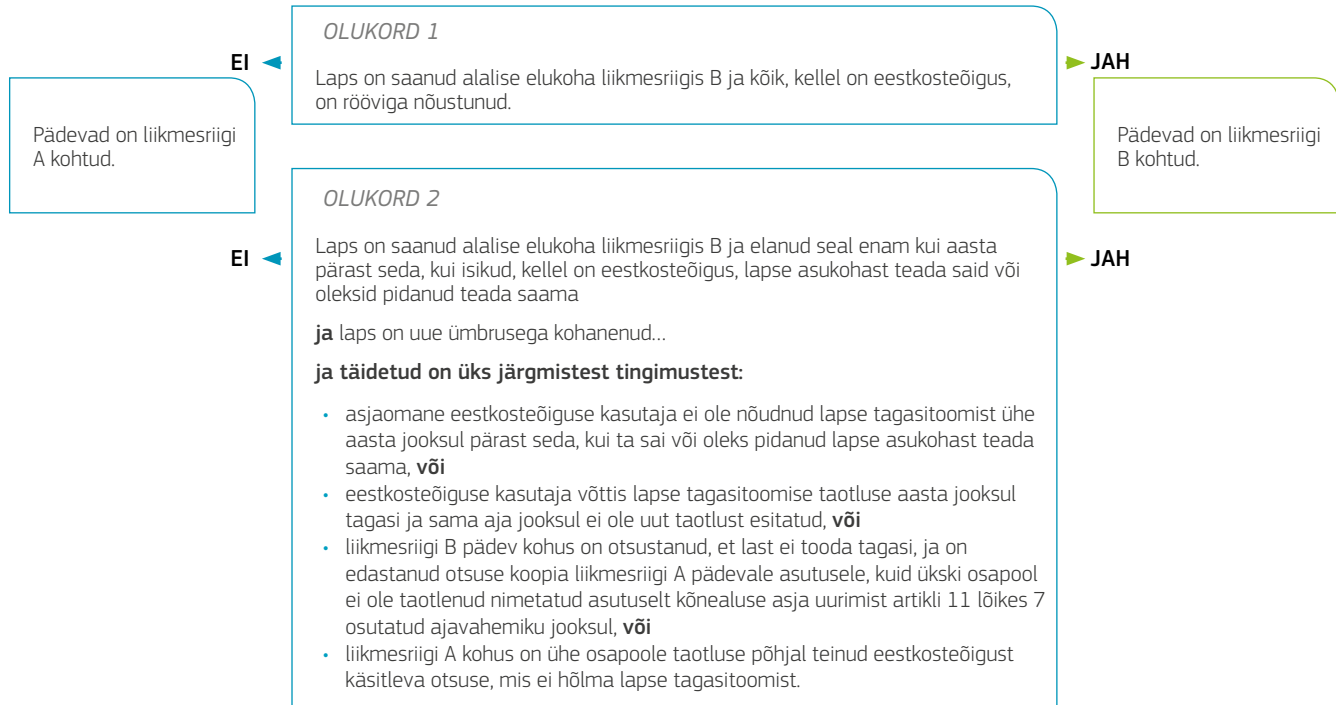 OLUKORD 1
EI
JAH
Laps on saanud alalise elukoha liikmesriigis B ja kõik, kellel on eestkosteõigus,
on rööviga nõustunud.
Pädevad on liikmesriigi
A kohtud.
Pädevad on liikmesriigi
B kohtud.
OLUKORD 2
EI
JAH
Laps on saanud alalise elukoha liikmesriigis B ja elanud seal enam kui aasta
pärast seda, kui isikud, kellel on eestkosteõigus, lapse asukohast teada said või
oleksid pidanud teada saama
ja laps on uue ümbrusega kohanenud...
ja täidetud on üks järgmistest tingimustest:
• asjaomane eestkosteõiguse kasutaja ei ole nõudnud lapse tagasitoomist ühe
aasta jooksul pärast seda, kui ta sai või oleks pidanud lapse asukohast teada
saama, või
• eestkosteõiguse kasutaja võttis lapse tagasitoomise taotluse aasta jooksul
tagasi ja sama aja jooksul ei ole uut taotlust esitatud, või
• liikmesriigi B pädev kohus on otsustanud, et last ei tooda tagasi, ja on
edastanud otsuse koopia liikmesriigi A pädevale asutusele, kuid ükski osapool
ei ole taotlenud nimetatud asutuselt kõnealuse asja uurimist artikli 11 lõikes 7
osutatud ajavahemiku jooksul, või
• liikmesriigi A kohus on ühe osapoole taotluse põhjal teinud eestkosteõigust
käsitleva otsuse, mis ei hõlma lapse tagasitoomist.